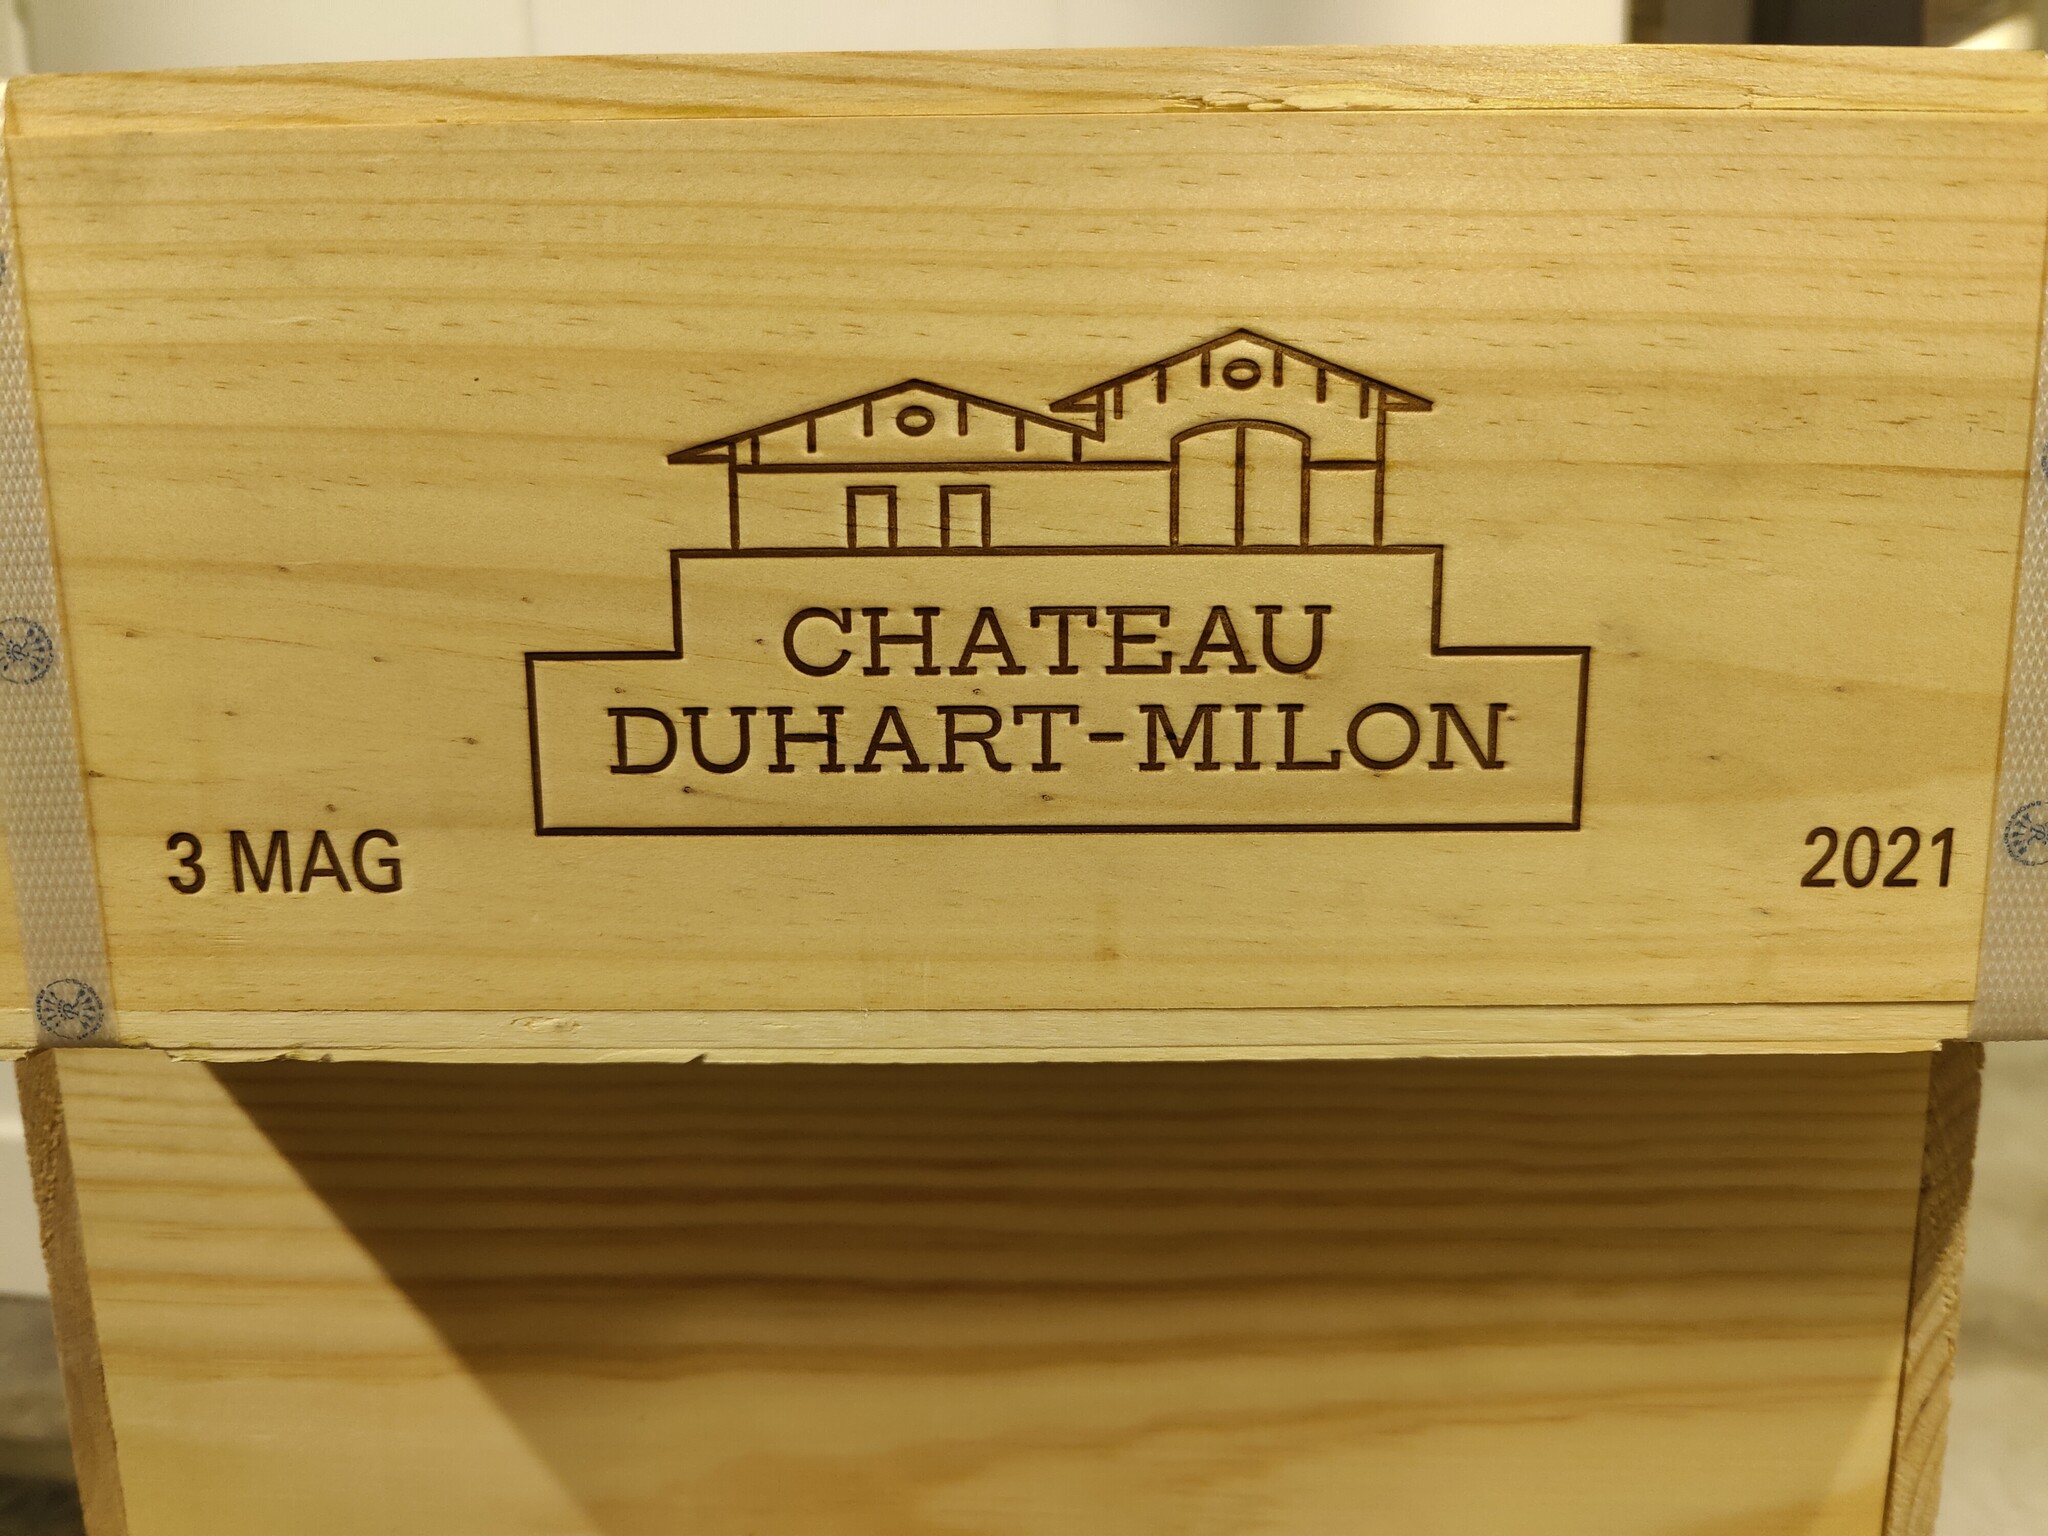 CHATEAU
DUHART-MILON
3 MAG
2021